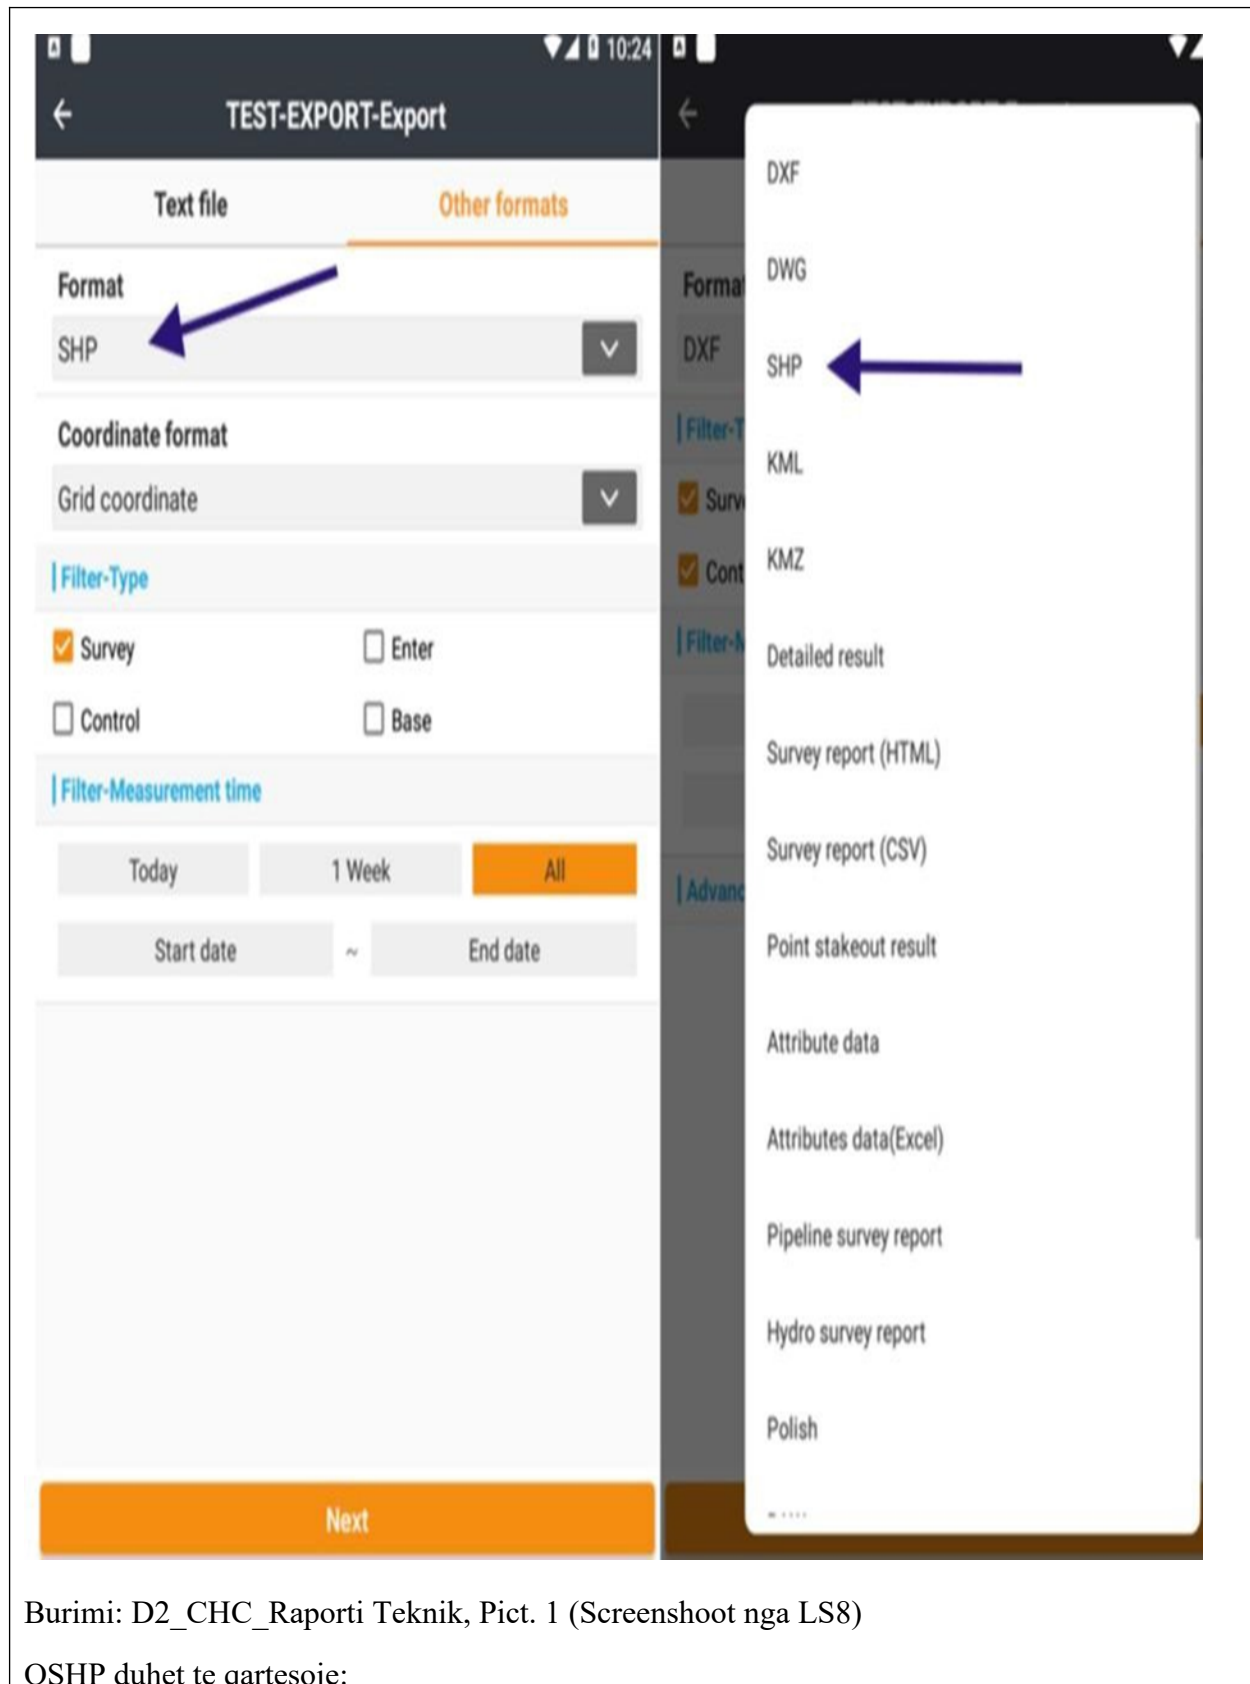 10:24
TEST-EXPORT-Export
Text file
Other formats
Format
SHP
Coordinate format
Grid coordinate
Filter-Type
Survey
Enter
Control
Base
Filter-Measurement time
Today
1 Week
All
Start date
~
End date
Next
Format
DXF
Filter-T
Surve
Cont
Filter-M
Advanc
DXF
DWG
SHP
KML
KMZ
Detailed result
Survey report (HTML)
Survey report (CSV)
Point stakeout result
Attribute data
Attributes data(Excel)
Pipeline survey report
Hydro survey report
Polish
Burimi: D2_CHC_Raporti Teknik, Pict. 1 (Screenshoot nga LS8)
OSHP duhet te qartesoje: